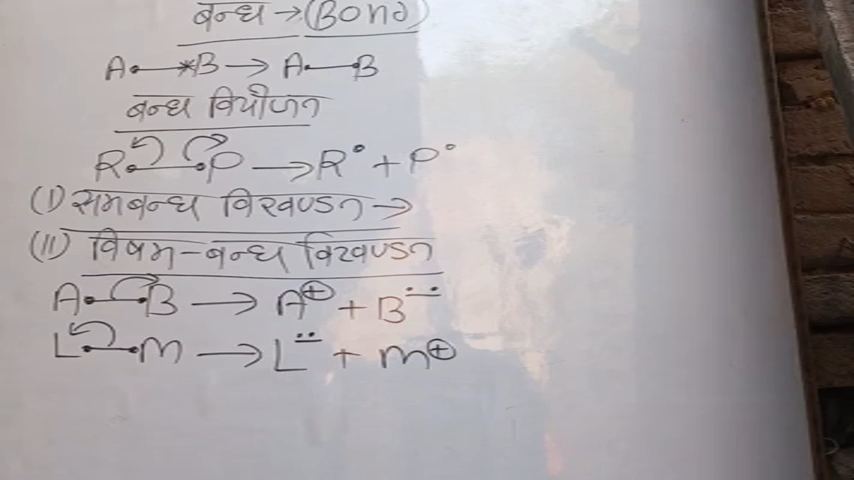 बन्ध → (Bond)
A•—*B → A•—•B
बन्ध वियोजन
R•—•P → R• + P•
(I) समबन्ध विखण्डन →
(II) विषम-बन्ध विखण्डन
A•—•B → A⊕ + B⁻̈
L•—•M → L⁻̈ + m⊕